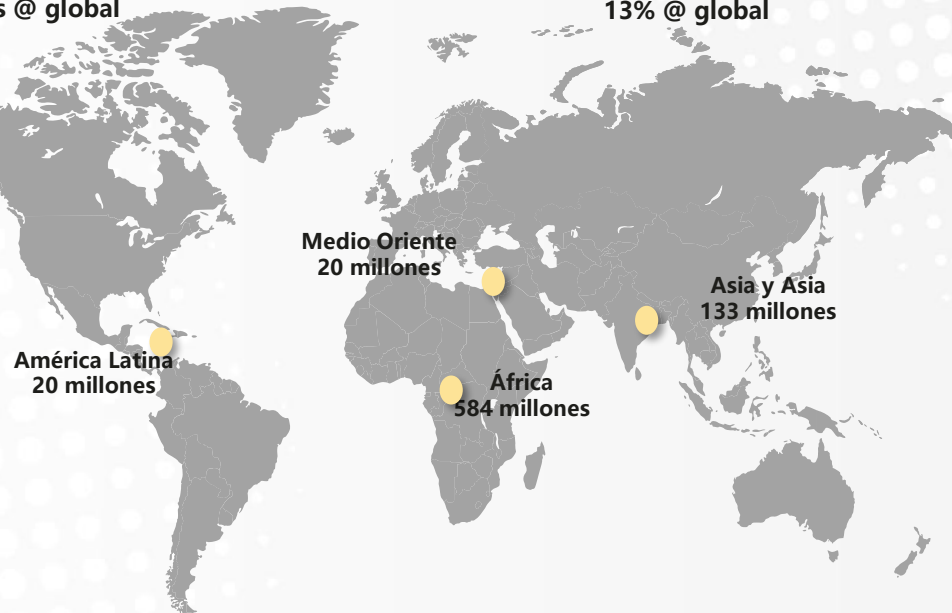 @ global
13% @ global
Medio Oriente
20 millones
Asia y Asia
133 millones
América Latina
20 millones
África
584 millones